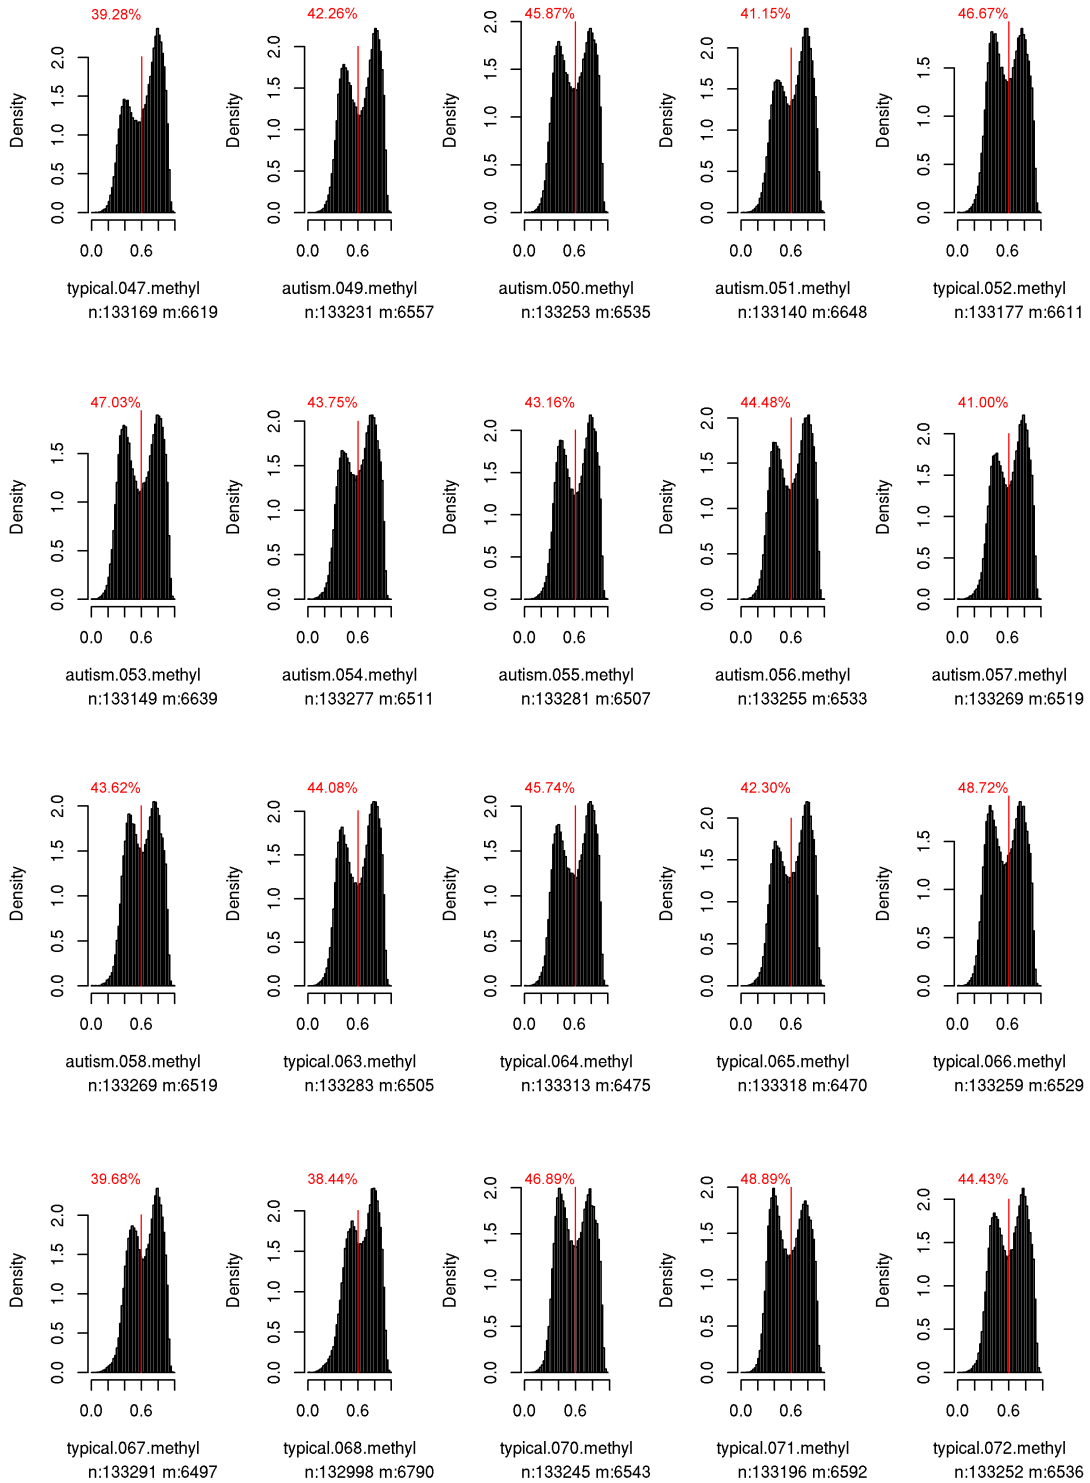 39.28% 42.26% 45.87% 41.15% 46.67%
Density Density Density Density Density
0.0 0.5 1.0 1.5 2.0 0.0 0.5 1.0 1.5 2.0 0.0 0.5 1.0 1.5 2.0 0.0 0.5 1.0 1.5 2.0 0.0 0.5 1.0 1.5
0.0 0.6 0.0 0.6 0.0 0.6 0.0 0.6 0.0 0.6
typical.047.methyl autism.049.methyl autism.050.methyl autism.051.methyl typical.052.methyl
n:133169 m:6619 n:133231 m:6557 n:133253 m:6535 n:133140 m:6648 n:133177 m:6611
47.03% 43.75% 43.16% 44.48% 41.00%
Density Density Density Density Density
0.0 0.5 1.0 1.5 0.0 0.5 1.0 1.5 2.0 0.0 0.5 1.0 1.5 2.0 0.0 0.5 1.0 1.5 2.0 0.0 0.5 1.0 1.5 2.0
0.0 0.6 0.0 0.6 0.0 0.6 0.0 0.6 0.0 0.6
autism.053.methyl autism.054.methyl autism.055.methyl autism.056.methyl autism.057.methyl
n:133149 m:6639 n:133277 m:6511 n:133281 m:6507 n:133255 m:6533 n:133269 m:6519
43.62% 44.08% 45.74% 42.30% 48.72%
Density Density Density Density Density
0.0 0.5 1.0 1.5 2.0 0.0 0.5 1.0 1.5 2.0 0.0 0.5 1.0 1.5 2.0 0.0 0.5 1.0 1.5 2.0 0.0 0.5 1.0 1.5
0.0 0.6 0.0 0.6 0.0 0.6 0.0 0.6 0.0 0.6
autism.058.methyl typical.063.methyl typical.064.methyl typical.065.methyl typical.066.methyl
n:133269 m:6519 n:133283 m:6505 n:133313 m:6475 n:133318 m:6470 n:133259 m:6529
39.68% 38.44% 46.89% 48.89% 44.43%
Density Density Density Density Density
0.0 0.5 1.0 1.5 2.0 0.0 0.5 1.0 1.5 2.0 0.0 0.5 1.0 1.5 2.0 0.0 0.5 1.0 1.5 2.0 0.0 0.5 1.0 1.5 2.0
0.0 0.6 0.0 0.6 0.0 0.6 0.0 0.6 0.0 0.6
typical.067.methyl typical.068.methyl typical.070.methyl typical.071.methyl typical.072.methyl
n:133291 m:6497 n:132998 m:6790 n:133245 m:6543 n:133196 m:6592 n:133252 m:6536